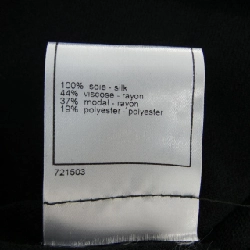 100% soie - silk
44% viscose - rayon
37% modal - rayon
19% polyester - polyester
721503